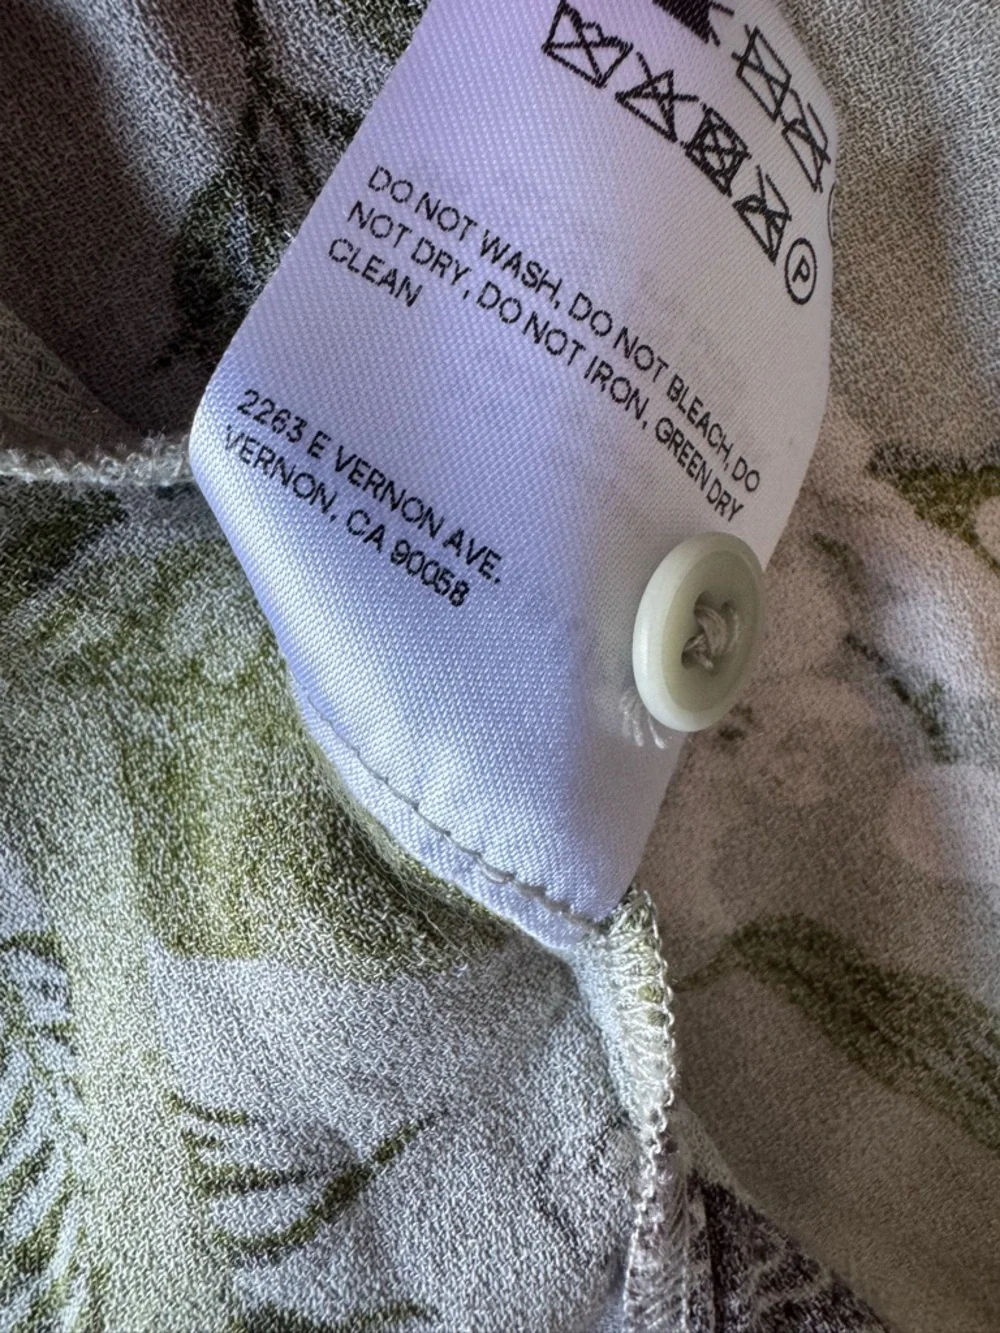 P
DO NOT WASH, DO NOT BLEACH, DO
NOT DRY, DO NOT IRON, GREEN DRY
CLEAN
2263 E VERNON AVE.
VERNON, CA 90058